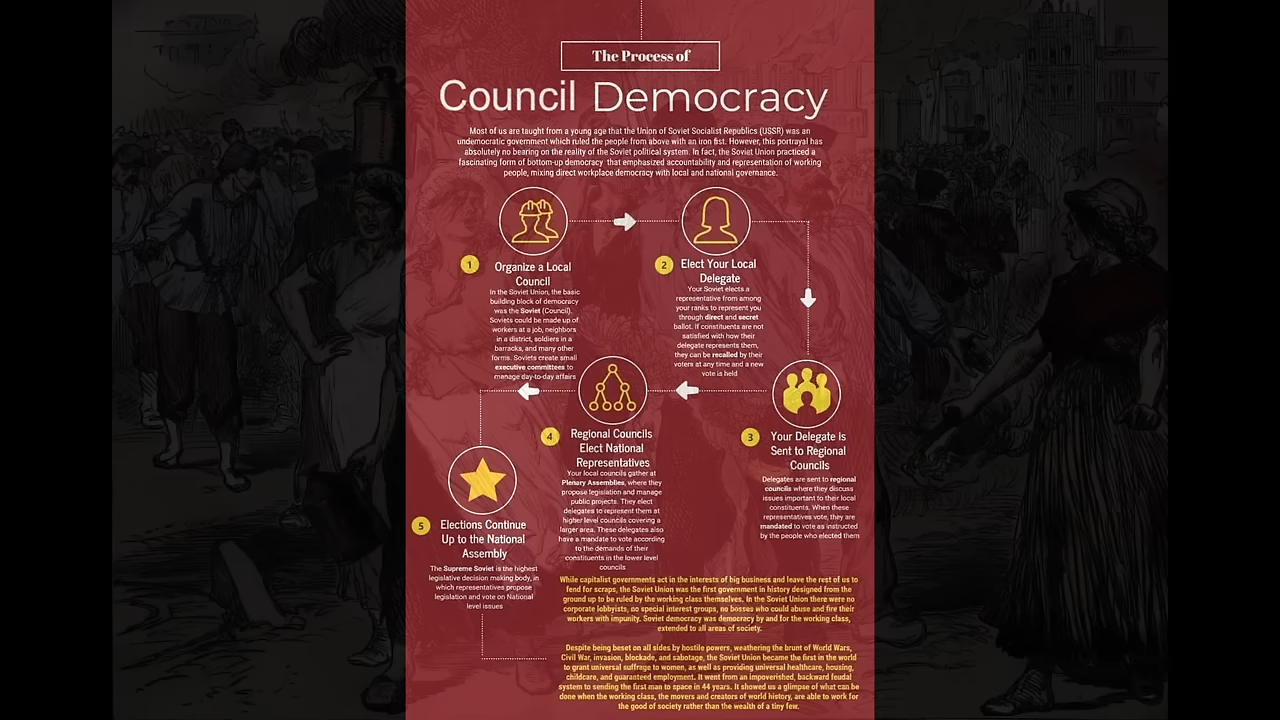 The Process of
Council Democracy
Most of us are taught from a young age that the Union of Soviet Socialist Republics (USSR) was an
undemocratic government which ruled the people from above with an iron fist. However, this portrayal has
absolutely no bearing on the reality of the Soviet political system. In fact, the Soviet Union practiced a
fascinating form of bottom-up democracy that emphasized accountability and representation of working
people, mixing direct workplace democracy with local and national governance.
1
Organize a Local
Council
In the Soviet Union, the basic
building block of democracy
was the Soviet (Council).
Soviets could be made up of
workers at a job, neighbors
in a district, soldiers in a
barracks, and many other
forms. Soviets create small
executive committees to
manage day-to-day affairs
2
Elect Your Local
Delegate
Your Soviet elects a
representative from among
your ranks to represent you
through direct and secret
ballot. If constituents are not
satisfied with how their
delegate represents them,
they can be recalled by their
voters at any time and a new
vote is held
3
Your Delegate is
Sent to Regional
Councils
Delegates are sent to regional
councils where they discuss
issues important to their local
constituents. When these
representatives vote, they are
mandated to vote as instructed
by the people who elected them
4
Regional Councils
Elect National
Representatives
Your local councils gather at
Plenary Assemblies, where they
propose legislation and manage
public projects. They elect
delegates to represent them at
higher level councils covering a
larger area. These delegates also
have a mandate to vote according
to the demands of their
constituents in the lower level
councils
5
Elections Continue
Up to the National
Assembly
The Supreme Soviet is the highest
legislative decision making body, in
which representatives propose
legislation and vote on National
level issues
While capitalist governments act in the interests of big business and leave the rest of us to
fend for scraps, the Soviet Union was the first government in history designed from the
ground up to be ruled by the working class themselves. In the Soviet Union there were no
corporate lobbyists, no special interest groups, no bosses who could abuse and fire their
workers with impunity. Soviet democracy was democracy by and for the working class,
extended to all areas of society.
Despite being beset on all sides by hostile powers, weathering the brunt of World Wars,
Civil War, invasion, blockade, and sabotage, the Soviet Union became the first in the world
to grant universal suffrage to women, as well as providing universal healthcare, housing,
childcare, and guaranteed employment. It went from an impoverished, backward feudal
system to sending the first man to space in 44 years. It showed us a glimpse of what can be
done when the working class, the movers and creators of world history, are able to work for
the good of society rather than the wealth of a tiny few.